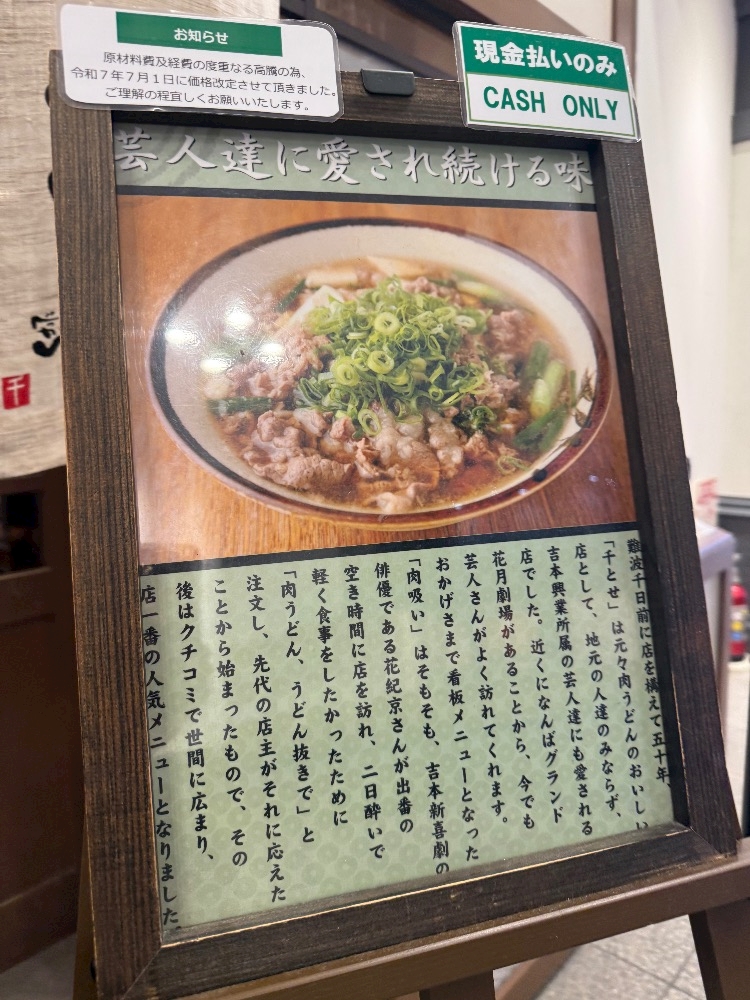 お知らせ
原材料費及経費の度重なる高騰の為、
令和7年7月1日に価格改定させて頂きました。
ご理解の程宜しくお願いいたします。
現金払いのみ
CASH ONLY
芸人達に愛され続ける味
難波千日前に店を構えて五十年、
「千とせ」は元々肉うどんのおいしい
店として、地元の人達のみならず、
吉本興業所属の芸人達にも愛される
店でした。近くになんばグランド
花月劇場があることから、今でも
芸人さんがよく訪れてくれます。
おかげさまで看板メニューとなった
「肉吸い」はそもそも、吉本新喜劇の
俳優である花紀京さんが出番の
空き時間に店を訪れ、二日酔いで
軽く食事をしたかったために
「肉うどん、うどん抜きで」と
注文し、先代の店主がそれに応えた
ことから始まったもので、その
後はクチコミで世間に広まり、
店一番の人気メニューとなりました。
千